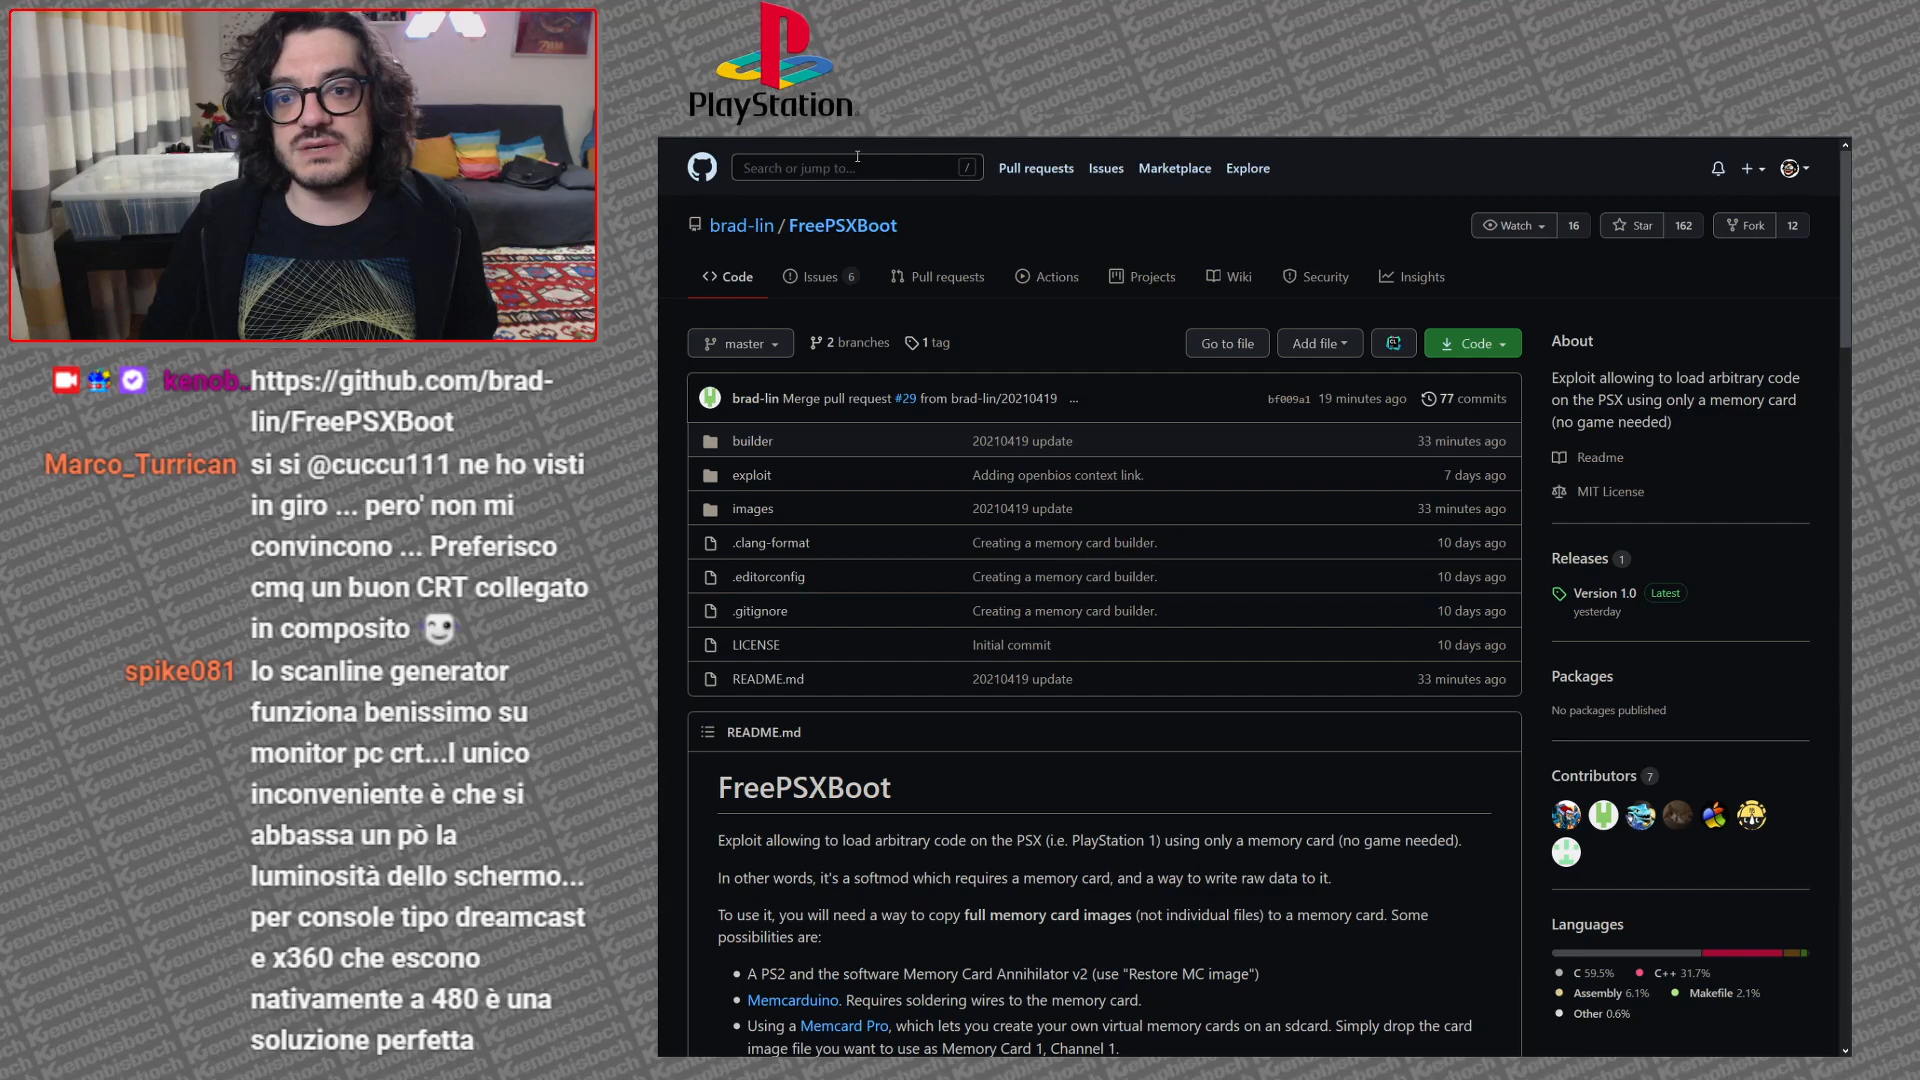 PlayStation
Search or jump to...
/
Pull requests
Issues
Marketplace
Explore
brad-lin / FreePSXBoot
Watch
16
Star
162
Fork
12
Code
Issues 6
Pull requests
Actions
Projects
Wiki
Security
Insights
master
2 branches
1 tag
Go to file
Add file
Code
brad-lin Merge pull request #29 from brad-lin/20210419 ...
bf009a1 19 minutes ago
77 commits
builder 20210419 update 33 minutes ago
exploit Adding openbios context link. 7 days ago
images 20210419 update 33 minutes ago
.clang-format Creating a memory card builder. 10 days ago
.editorconfig Creating a memory card builder. 10 days ago
.gitignore Creating a memory card builder. 10 days ago
LICENSE Initial commit 10 days ago
README.md 20210419 update 33 minutes ago
README.md
FreePSXBoot
Exploit allowing to load arbitrary code on the PSX (i.e. PlayStation 1) using only a memory card (no game needed).
In other words, it's a softmod which requires a memory card, and a way to write raw data to it.
To use it, you will need a way to copy full memory card images (not individual files) to a memory card. Some
possibilities are:
A PS2 and the software Memory Card Annihilator v2 (use "Restore MC image")
Memcarduino. Requires soldering wires to the memory card.
Using a Memcard Pro, which lets you create your own virtual memory cards on an sdcard. Simply drop the card
image file you want to use as Memory Card 1, Channel 1.
About
Exploit allowing to load arbitrary code
on the PSX using only a memory card
(no game needed)
Readme
MIT License
Releases 1
Version 1.0 Latest
yesterday
Packages
No packages published
Contributors 7
Languages
C 59.5%
C++ 31.7%
Assembly 6.1%
Makefile 2.1%
Other 0.6%
kenob.. https://github.com/brad-
lin/FreePSXBoot
Marco_Turrican si si @cuccu111 ne ho visti
in giro ... pero' non mi
convincono ... Preferisco
cmq un buon CRT collegato
in composito
spike081 lo scanline generator
funziona benissimo su
monitor pc crt...l unico
inconveniente è che si
abbassa un pò la
luminosità dello schermo...
per console tipo dreamcast
e x360 che escono
nativamente a 480 è una
soluzione perfetta
Kenobisboch